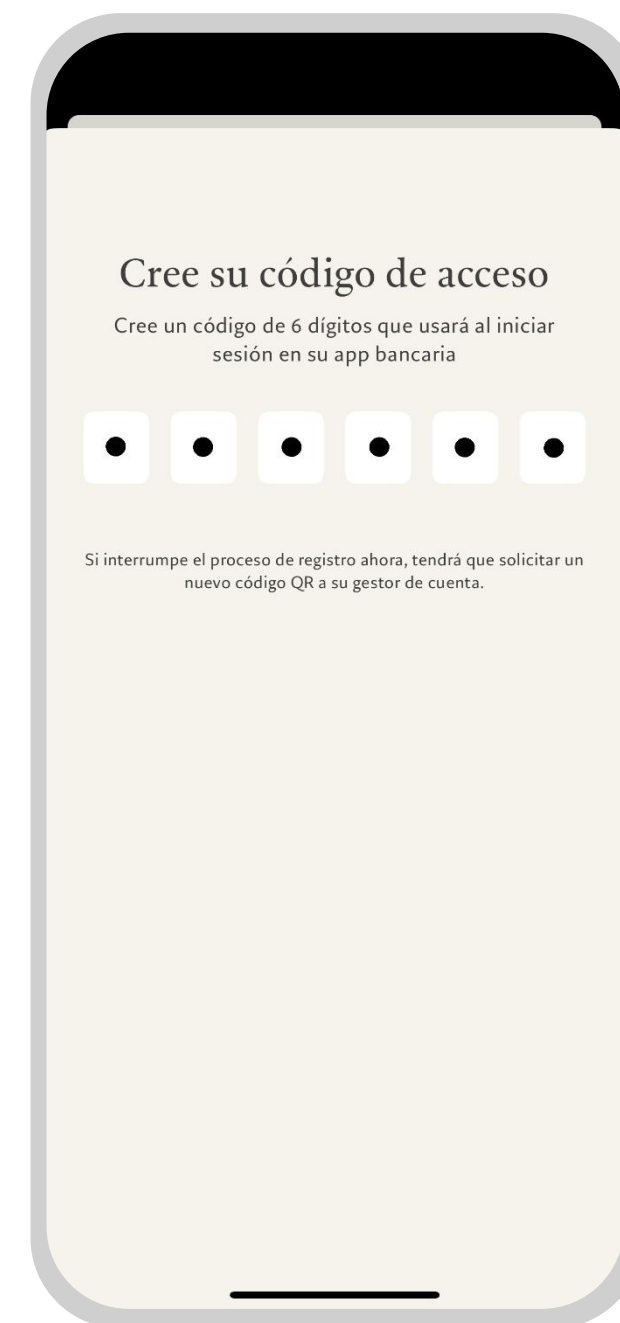 Cree su código de acceso
Cree un código de 6 dígitos que usará al iniciar
sesión en su app bancaria
Si interrumpe el proceso de registro ahora, tendrá que solicitar un
nuevo código QR a su gestor de cuenta.